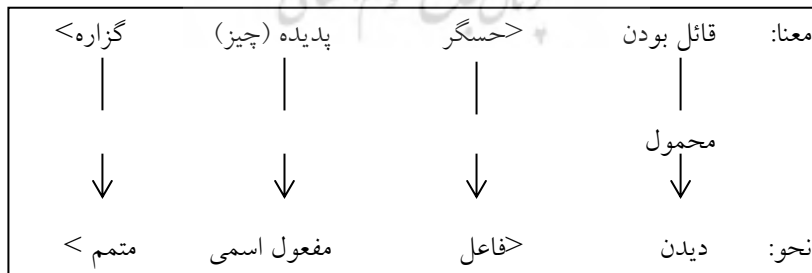 معنا: قائل بودن <حسگر پدیده (چیز) گزاره>
محمول
نحو: دیدن <فاعل مفعول اسمی متمم >